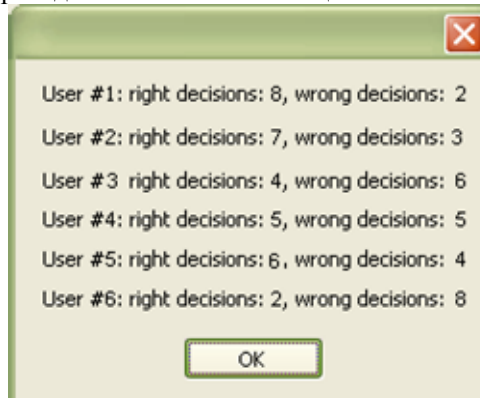 User #1: right decisions: 8, wrong decisions: 2
User #2: right decisions: 7, wrong decisions: 3
User #3 right decisions: 4, wrong decisions: 6
User #4: right decisions: 5, wrong decisions: 5
User #5: right decisions: 6, wrong decisions: 4
User #6: right decisions: 2, wrong decisions: 8
OK